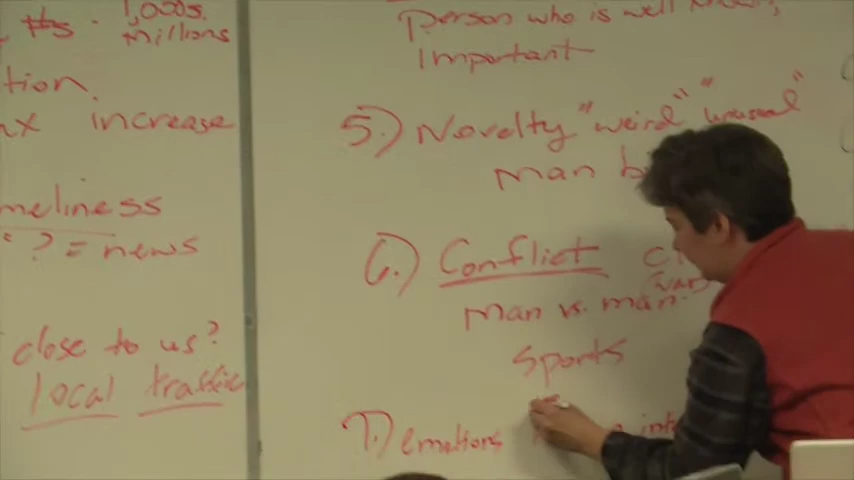 #s. 1,000s.
millions
tion
increase
meliness
"? = news
close to us?
local traffic
person who is well
important
5.) Novelty "weird" "unusual"
man
6.) Conflict
man vs. man.
sports
7.) emotions